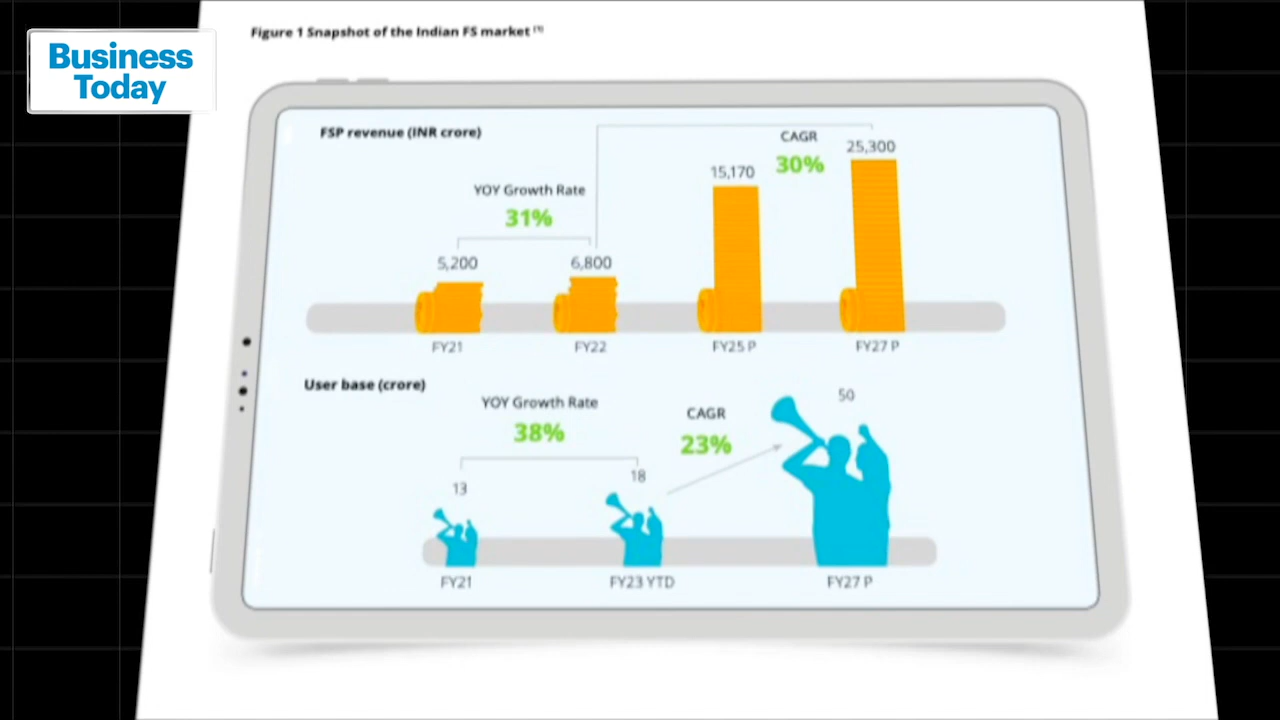 Business
Today
Figure 1 Snapshot of the Indian FS market [1]
FSP revenue (INR crore)
CAGR
30%
25,300
15,170
YOY Growth Rate
31%
5,200
6,800
FY21
FY22
FY25 P
FY27 P
User base (crore)
YOY Growth Rate
38%
CAGR
23%
50
18
13
FY21
FY23 YTD
FY27 P